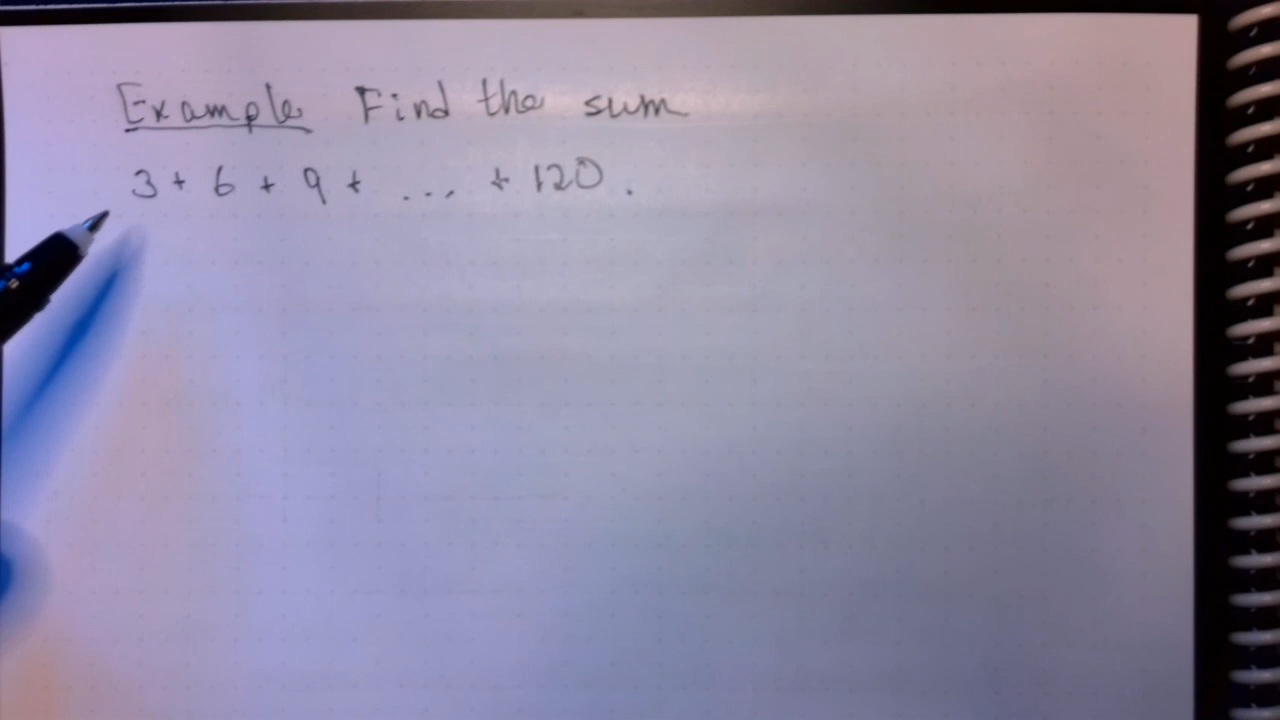 Example Find the sum
3 + 6 + 9 + ... + 120.